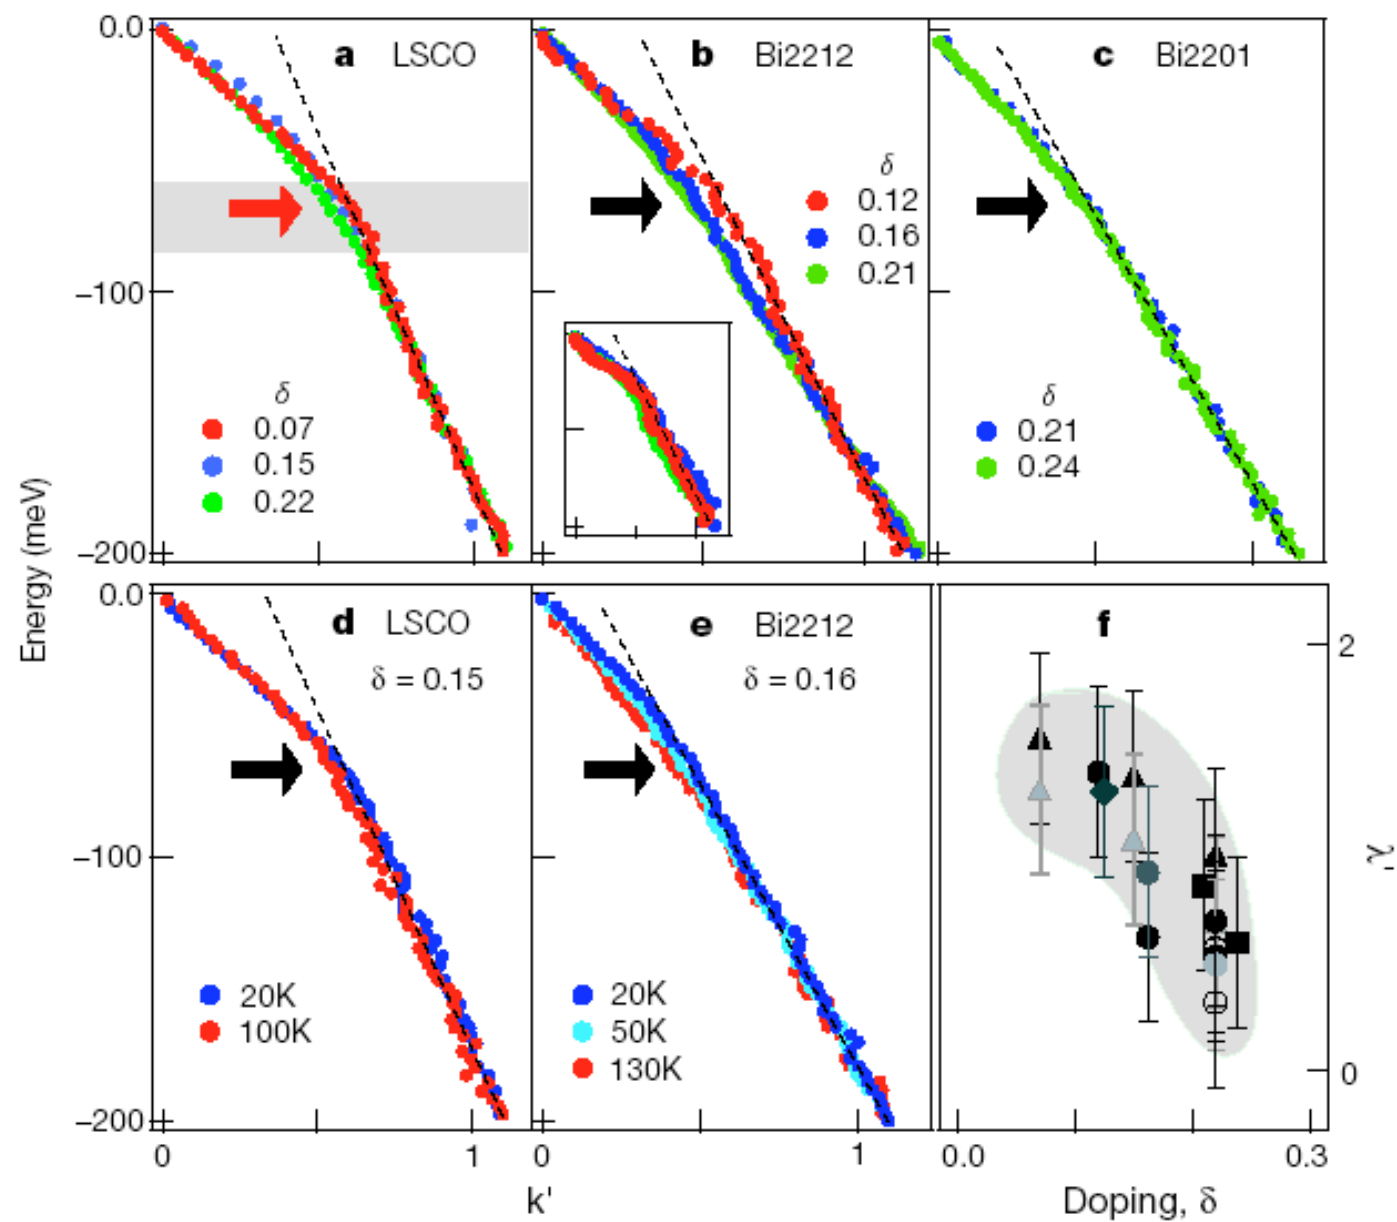 0.0
a LSCO
b Bi2212
c Bi2201
δ
0.12
0.16
0.21
−100
δ
0.07
0.15
0.22
δ
0.21
0.24
−200
Energy (meV)
0.0
d LSCO
δ = 0.15
e Bi2212
δ = 0.16
f
2
−100
λ'
20K
100K
20K
50K
130K
0
−200
0
1
0
1
0.0
0.3
k'
Doping, δ